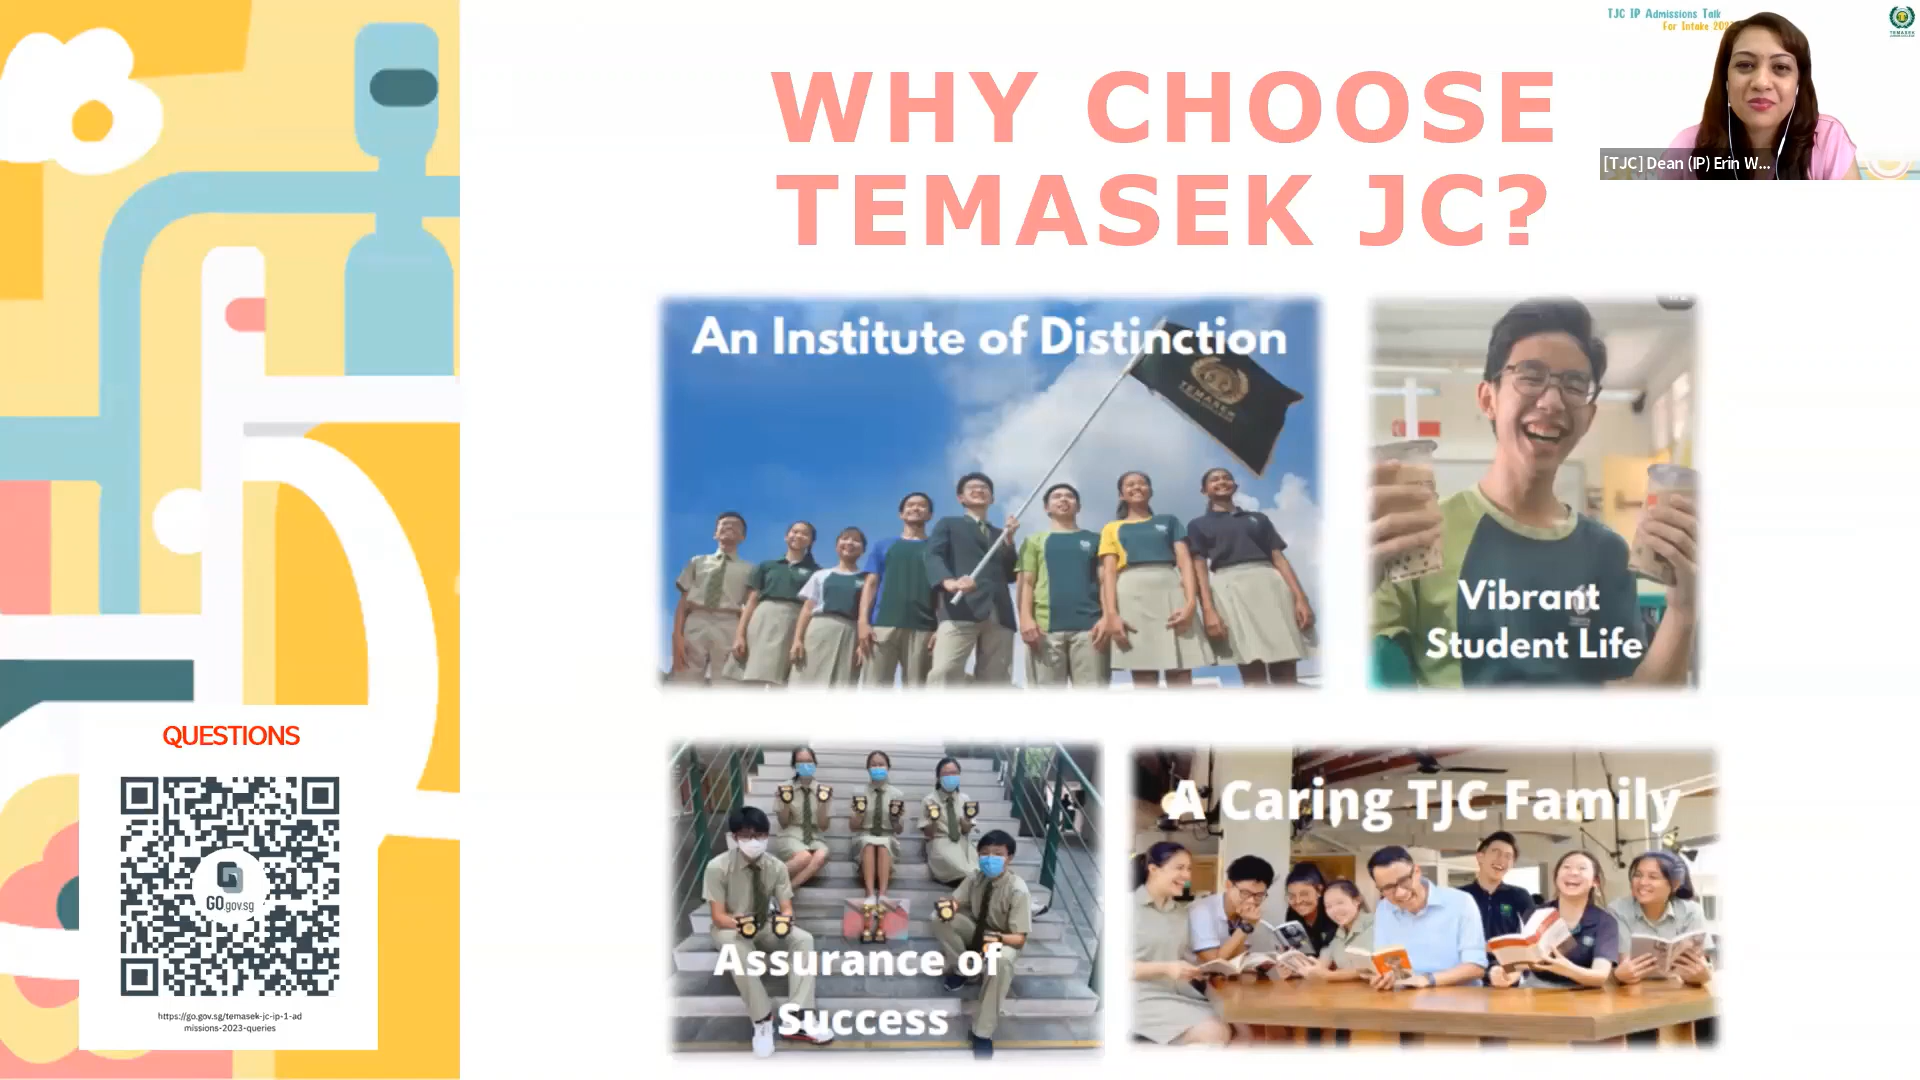 TJC IP Admissions Talk
For Intake
TEMASEK
[TJC] Dean (IP) Erin W...
WHY CHOOSE
TEMASEK JC?
An Institute of Distinction
TEMASEK
Vibrant
Student Life
QUESTIONS
GO.gov.sg
https://go.gov.sg/temasek-jc-ip-1-ad
missions-2023-queries
Assurance of
Success
A Caring TJC Family